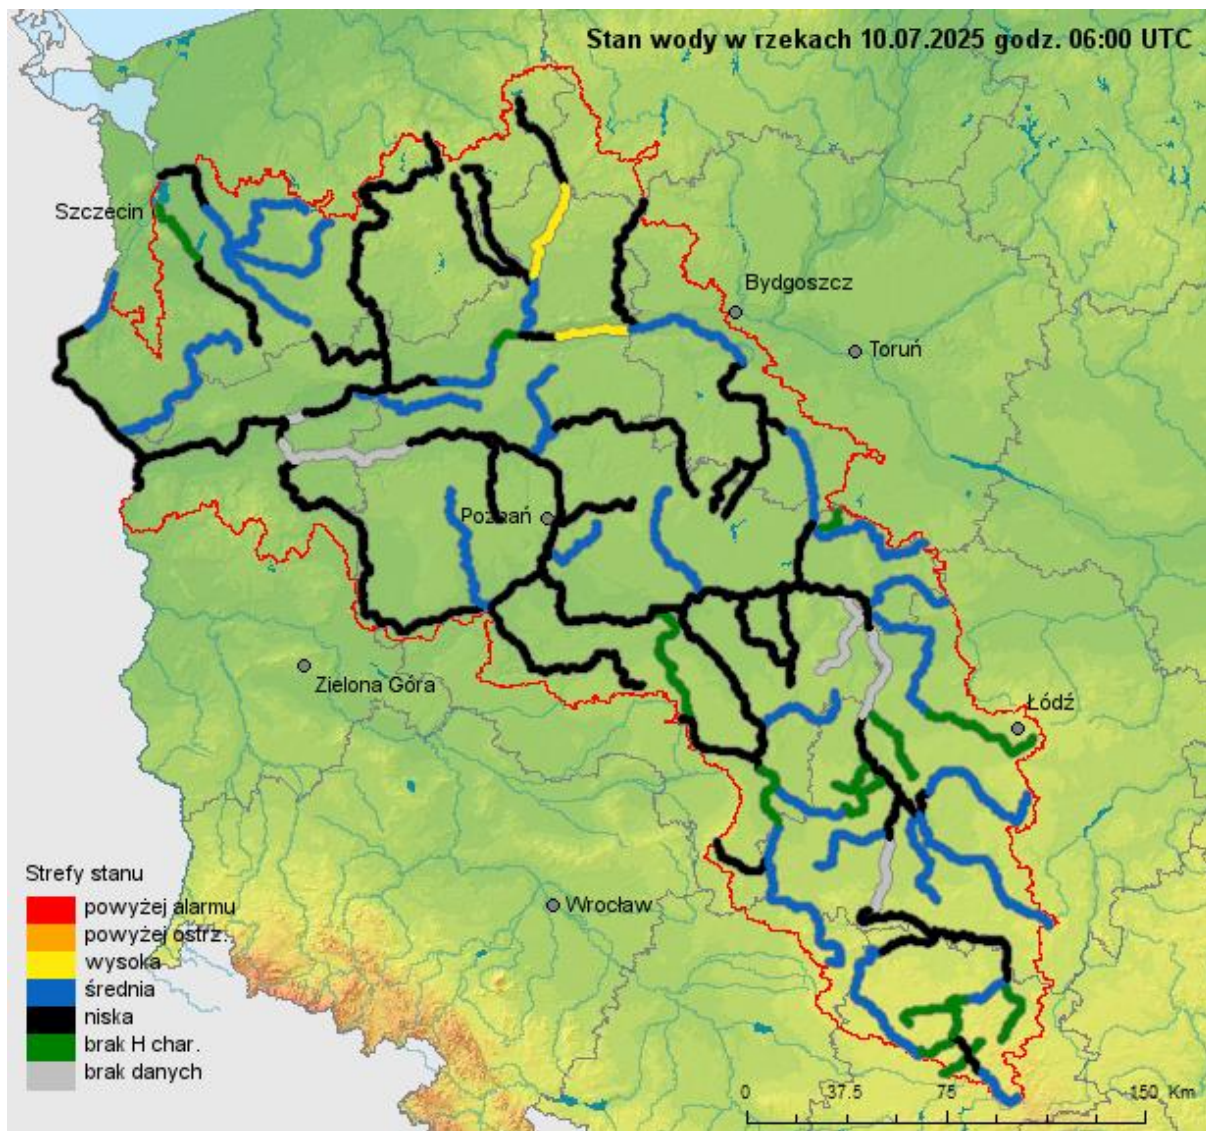 Stan wody w rzekach 10.07.2025 godz. 06:00 UTC
Szczecin
Bydgoszcz
Toruń
Poznań
Zielona Góra
Łódź
Wrocław
Strefy stanu
powyżej alarmu
powyżej ostrz.
wysoka
średnia
niska
brak H char.
brak danych
0 37.5 75 150 Km